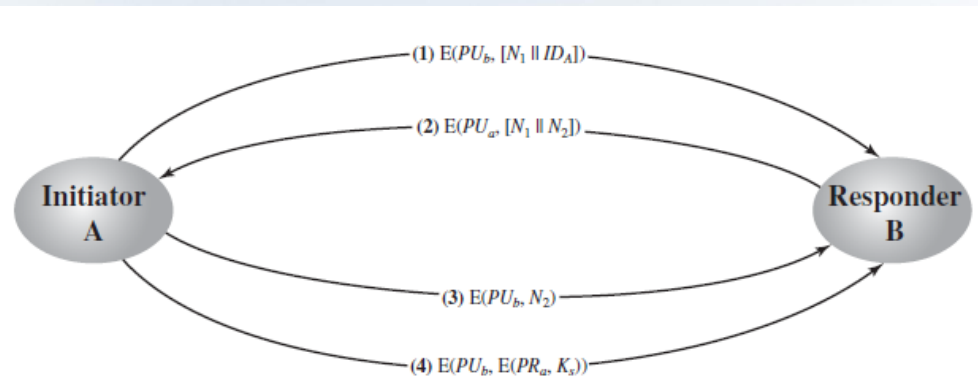 (1) E(PU_b, [N_1 || ID_A])
(2) E(PU_a, [N_1 || N_2])
Initiator
A
Responder
B
(3) E(PU_b, N_2)
(4) E(PU_b, E(PR_a, K_s))